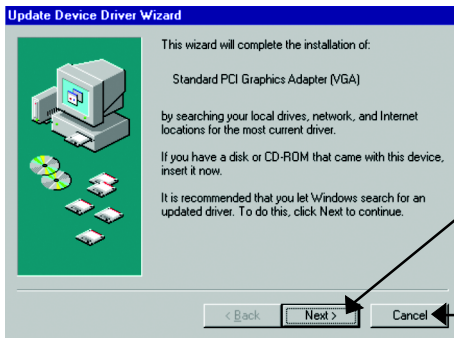 Update Device Driver Wizard
This wizard will complete the installation of:
Standard PCI Graphics Adapter (VGA)
by searching your local drives, network, and Internet
locations for the most current driver.
If you have a disk or CD-ROM that came with this device,
insert it now.
It is recommended that you let Windows search for an
updated driver. To do this, click Next to continue.
< Back
Next >
Cancel